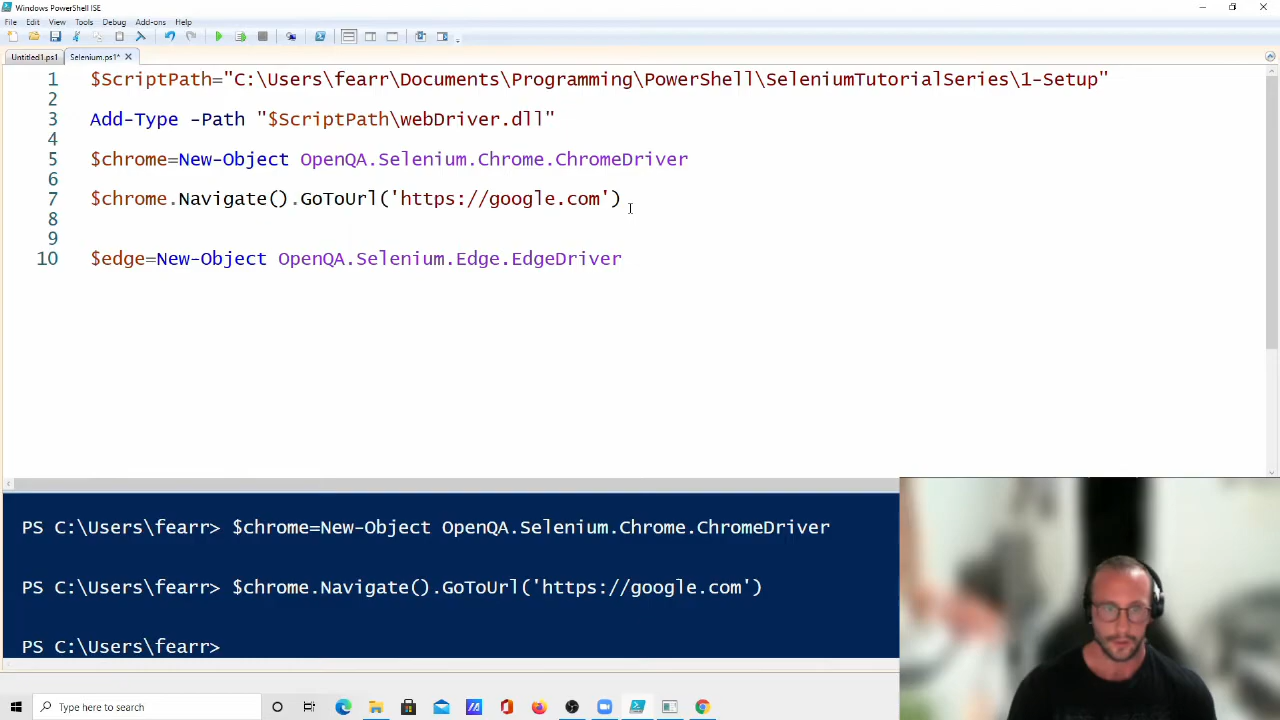 Windows PowerShell ISE
File Edit View Tools Debug Add-ons Help
Untitled1.ps1 Selenium.ps1*
1 $ScriptPath="C:\Users\fearr\Documents\Programming\PowerShell\SeleniumTutorialSeries\1-Setup"
2
3 Add-Type -Path "$ScriptPath\webDriver.dll"
4
5 $chrome=New-Object OpenQA.Selenium.Chrome.ChromeDriver
6
7 $chrome.Navigate().GoToUrl('https://google.com')
8
9
10 $edge=New-Object OpenQA.Selenium.Edge.EdgeDriver
PS C:\Users\fearr> $chrome=New-Object OpenQA.Selenium.Chrome.ChromeDriver
PS C:\Users\fearr> $chrome.Navigate().GoToUrl('https://google.com')
PS C:\Users\fearr>
Type here to search